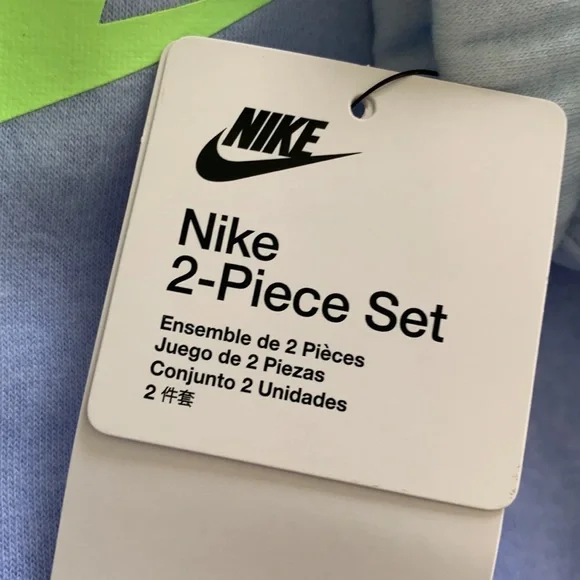 NIKE
Nike
2-Piece Set
Ensemble de 2 Pièces
Juego de 2 Piezas
Conjunto 2 Unidades
2 件套